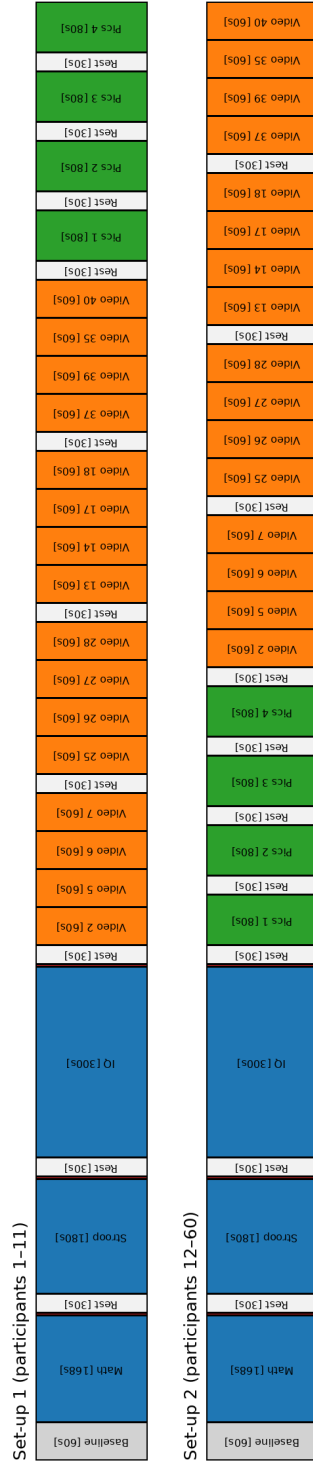 Set-up 1 (participants 1–11)
Baseline [60s]
Math [168s]
Rest [30s]
Stroop [180s]
Rest [30s]
IQ [300s]
Rest [30s]
Video 2 [60s]
Video 5 [60s]
Video 6 [60s]
Video 7 [60s]
Rest [30s]
Video 25 [60s]
Video 26 [60s]
Video 27 [60s]
Video 28 [60s]
Rest [30s]
Video 13 [60s]
Video 14 [60s]
Video 17 [60s]
Video 18 [60s]
Rest [30s]
Video 37 [60s]
Video 39 [60s]
Video 35 [60s]
Video 40 [60s]
Rest [30s]
Pics 1 [80s]
Rest [30s]
Pics 2 [80s]
Rest [30s]
Pics 3 [80s]
Rest [30s]
Pics 4 [80s]
Set-up 2 (participants 12–60)
Baseline [60s]
Math [168s]
Rest [30s]
Stroop [180s]
Rest [30s]
IQ [300s]
Rest [30s]
Pics 1 [80s]
Rest [30s]
Pics 2 [80s]
Rest [30s]
Pics 3 [80s]
Rest [30s]
Pics 4 [80s]
Rest [30s]
Video 2 [60s]
Video 5 [60s]
Video 6 [60s]
Video 7 [60s]
Rest [30s]
Video 25 [60s]
Video 26 [60s]
Video 27 [60s]
Video 28 [60s]
Rest [30s]
Video 13 [60s]
Video 14 [60s]
Video 17 [60s]
Video 18 [60s]
Rest [30s]
Video 37 [60s]
Video 39 [60s]
Video 35 [60s]
Video 40 [60s]